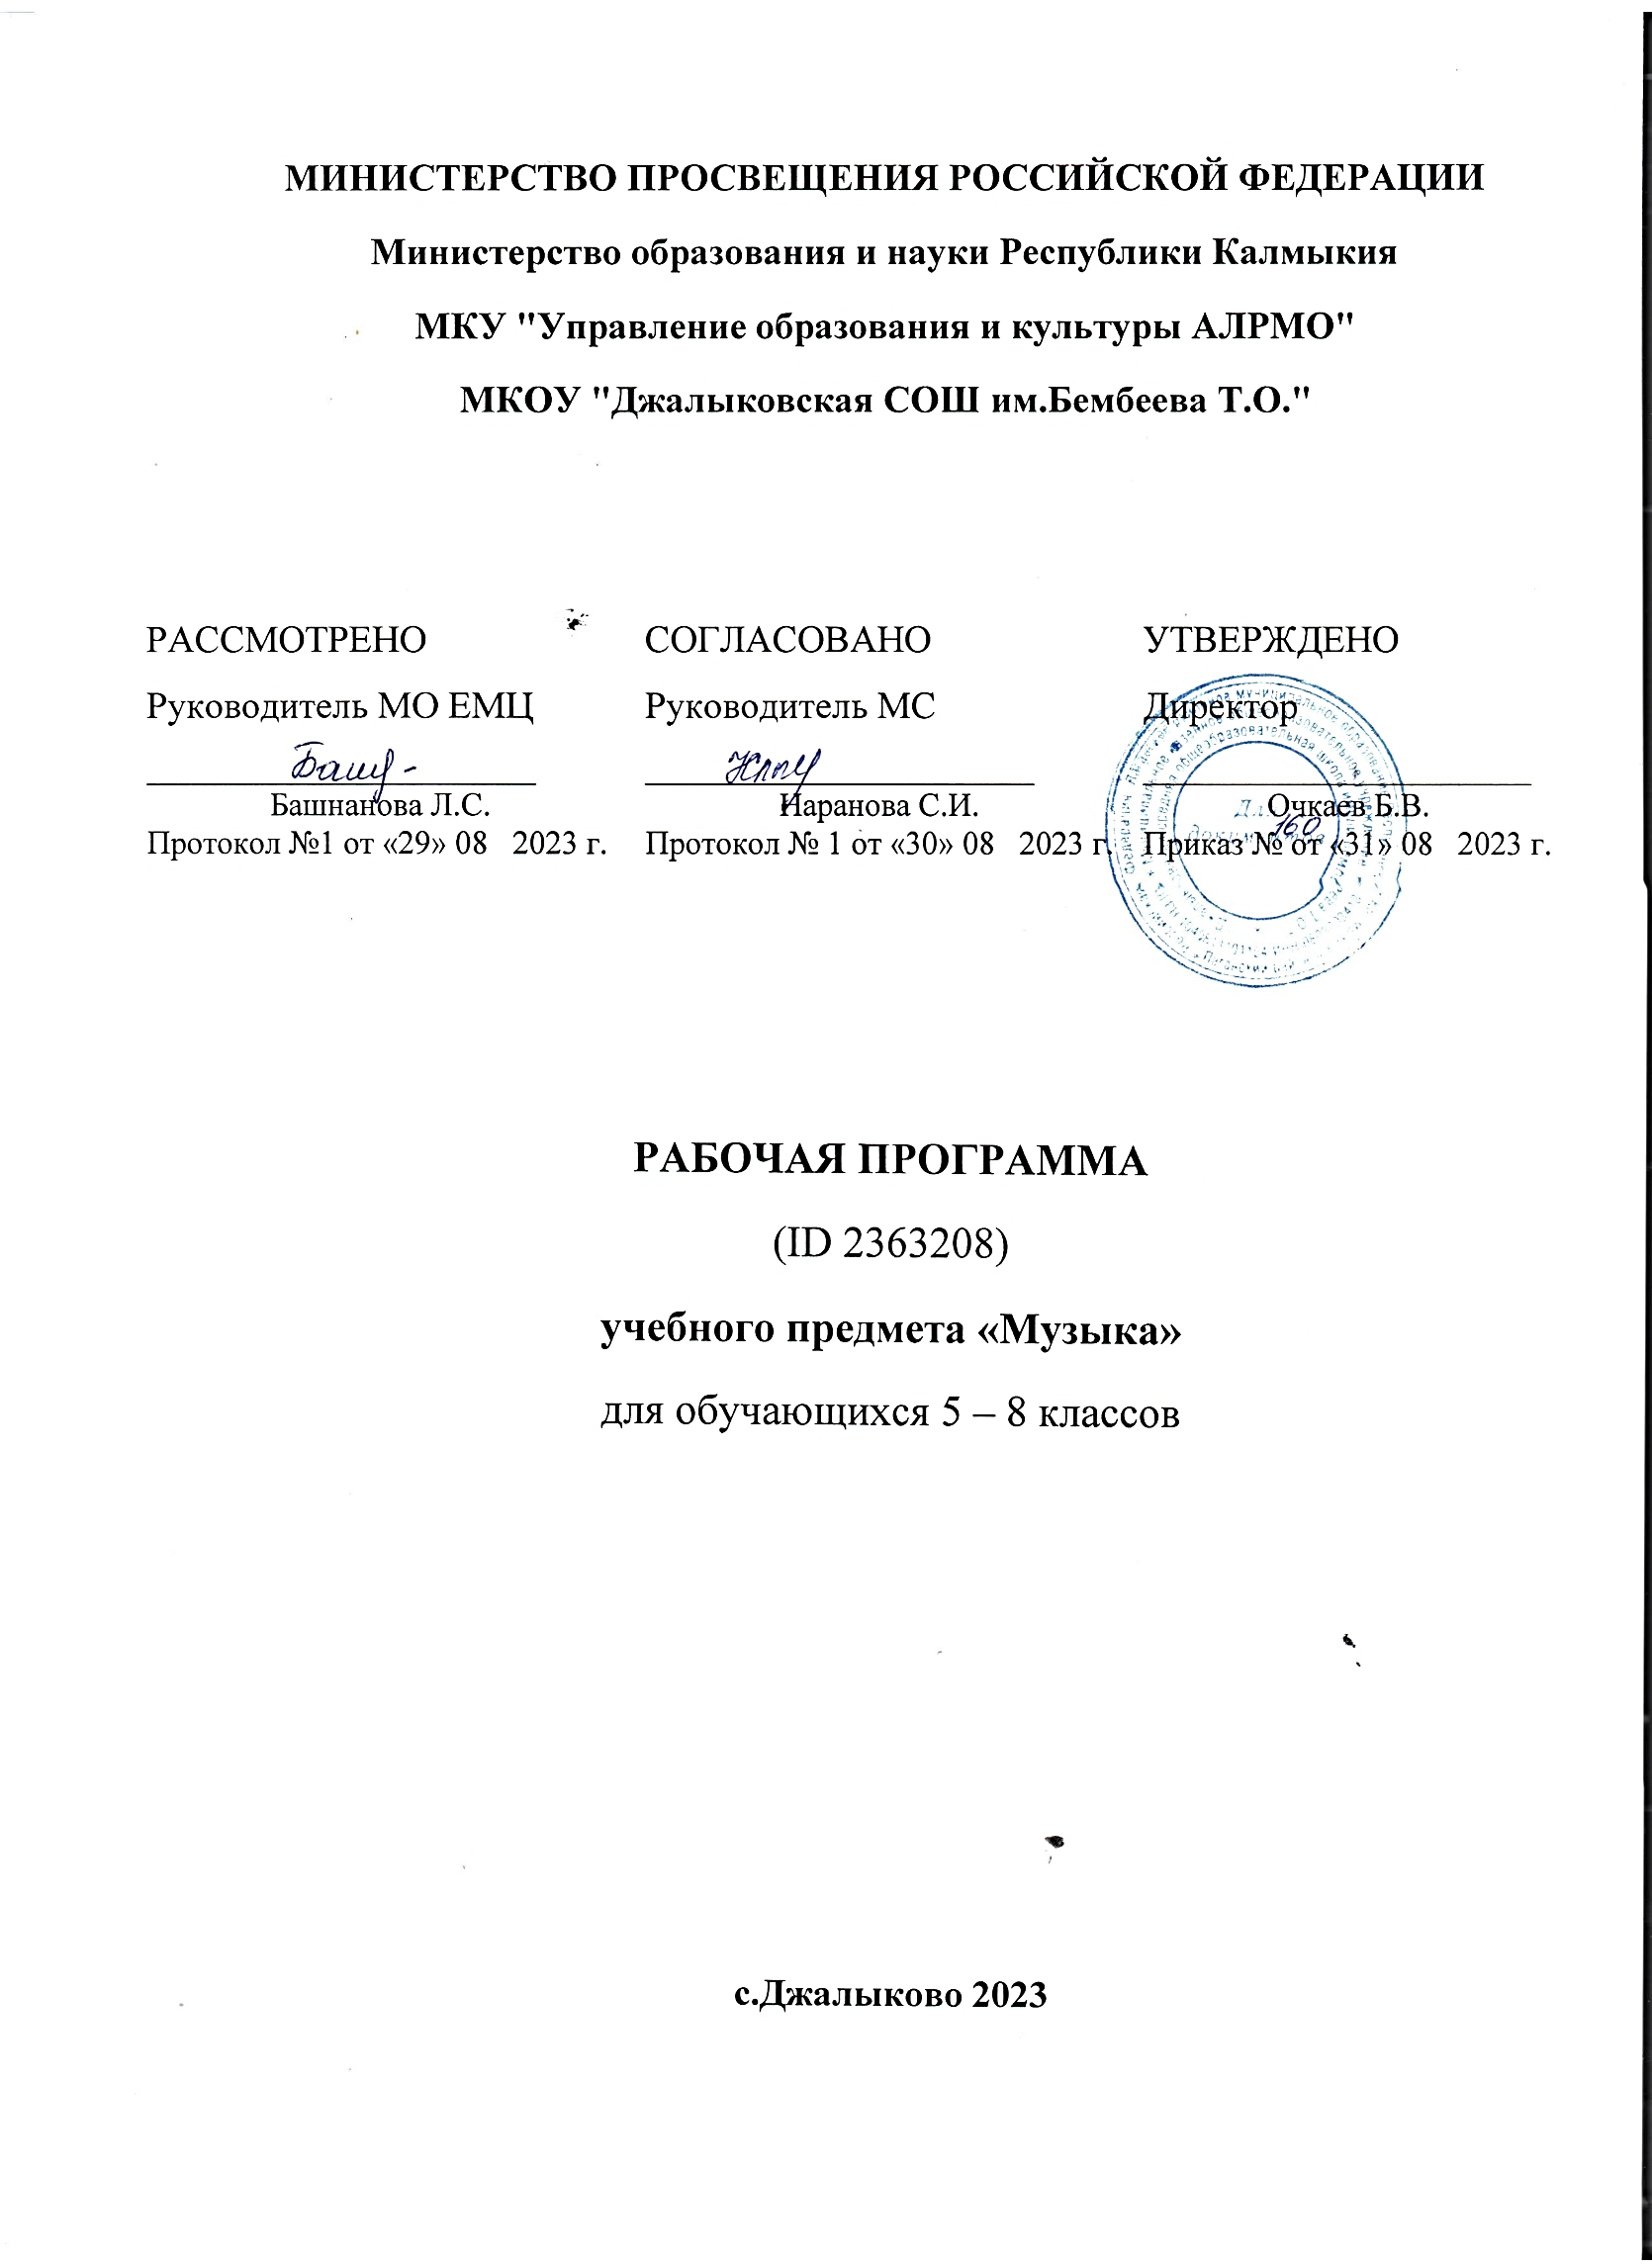 МИНИСТЕРСТВО ПРОСВЕЩЕНИЯ РОССИЙСКОЙ ФЕДЕРАЦИИ
Министерство образования и науки Республики Калмыкия
МКУ "Управление образования и культуры АЛРМО"
МКОУ "Джалыковская СОШ им.Бембеева Т.О."
РАССМОТРЕНО
Руководитель МО ЕМЦ
Башнанова Л.С.
Протокол №1 от «29» 08 2023 г.
СОГЛАСОВАНО
Руководитель МС
Наранова С.И.
Протокол № 1 от «30» 08 2023 г.
УТВЕРЖДЕНО
Директор
Очкаев Б.В.
160
Приказ № от «31» 08 2023 г.
РАБОЧАЯ ПРОГРАММА
(ID 2363208)
учебного предмета «Музыка»
для обучающихся 5 – 8 классов
с.Джалыково 2023